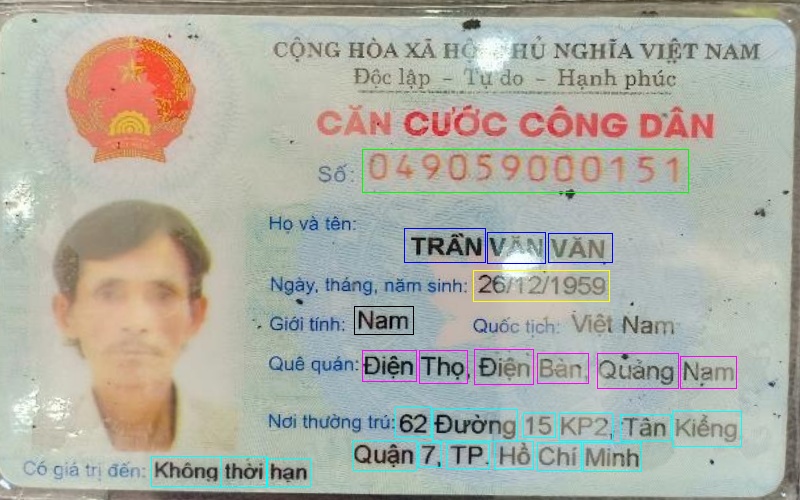 CỘNG HÒA XÃ HỘI CHỦ NGHĨA VIỆT NAM
Độc lập - Tự do - Hạnh phúc
CĂN CƯỚC CÔNG DÂN
Số: 049059000151
Họ và tên:
TRẦN VĂN VĂN
Ngày, tháng, năm sinh: 26/12/1959
Giới tính: Nam Quốc tịch: Việt Nam
Quê quán: Điện Thọ, Điện Bàn, Quảng Nam
Nơi thường trú: 62 Đường 15 KP2, Tân Kiểng
Quận 7, TP. Hồ Chí Minh
Có giá trị đến: Không thời hạn